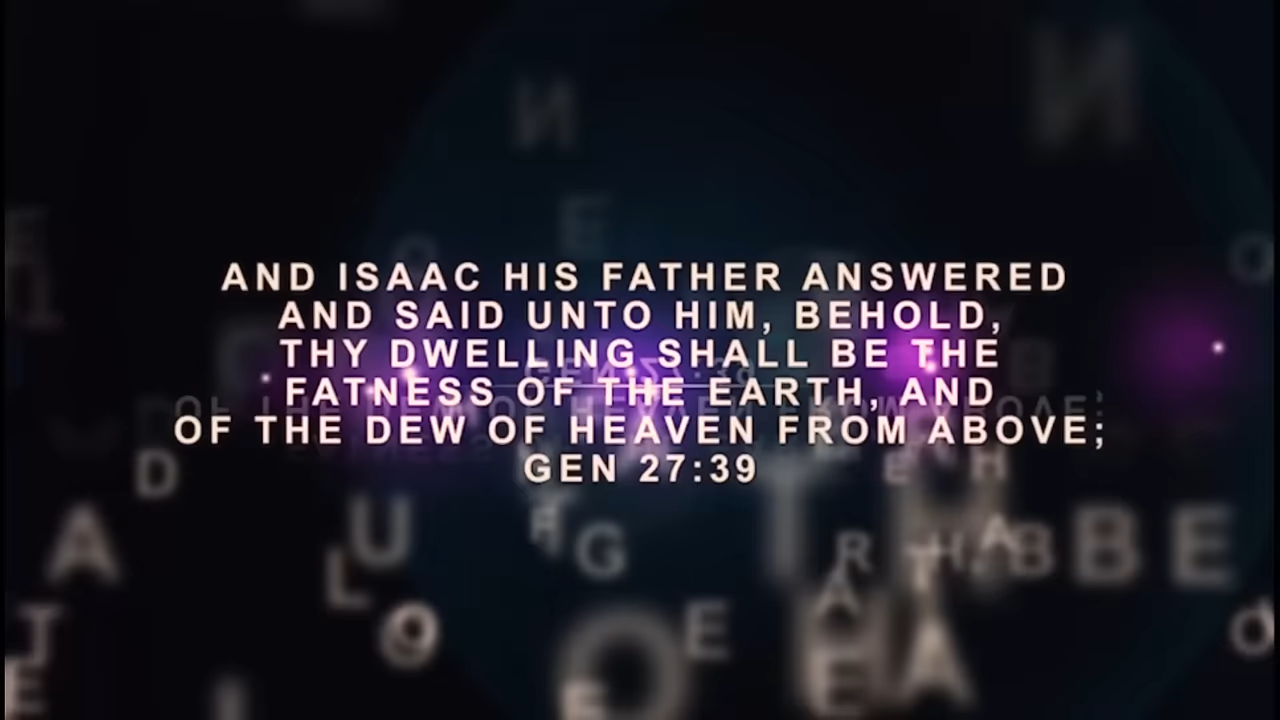 AND ISAAC HIS FATHER ANSWERED
AND SAID UNTO HIM, BEHOLD,
THY DWELLING SHALL BE THE
FATNESS OF THE EARTH, AND
OF THE DEW OF HEAVEN FROM ABOVE;
GEN 27:39